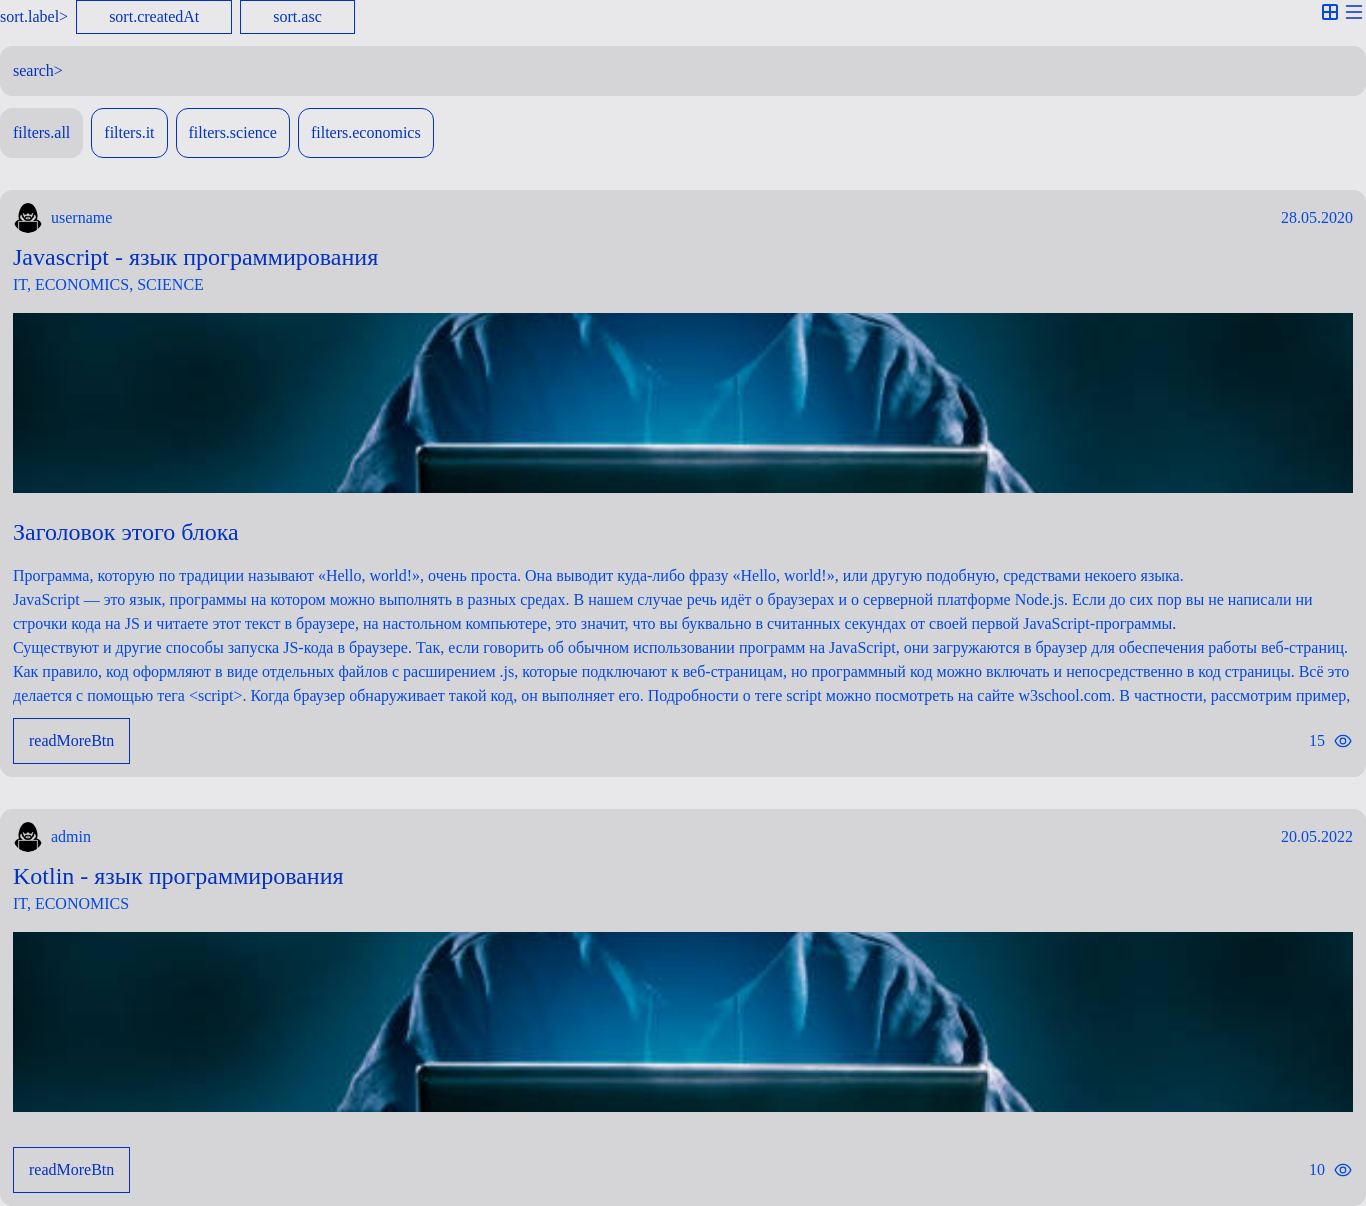 sort.label>
sort.createdAt
sort.asc
search>
filters.all
filters.it
filters.science
filters.economics
username
28.05.2020
Javascript - язык программирования
IT, ECONOMICS, SCIENCE
Заголовок этого блока
Программа, которую по традиции называют «Hello, world!», очень проста. Она выводит куда-либо фразу «Hello, world!», или другую подобную, средствами некоего языка.
JavaScript — это язык, программы на котором можно выполнять в разных средах. В нашем случае речь идёт о браузерах и о серверной платформе Node.js. Если до сих пор вы не написали ни
строчки кода на JS и читаете этот текст в браузере, на настольном компьютере, это значит, что вы буквально в считанных секундах от своей первой JavaScript-программы.
Существуют и другие способы запуска JS-кода в браузере. Так, если говорить об обычном использовании программ на JavaScript, они загружаются в браузер для обеспечения работы веб-страниц.
Как правило, код оформляют в виде отдельных файлов с расширением .js, которые подключают к веб-страницам, но программный код можно включать и непосредственно в код страницы. Всё это
делается с помощью тега <script>. Когда браузер обнаруживает такой код, он выполняет его. Подробности о теге script можно посмотреть на сайте w3school.com. В частности, рассмотрим пример,
readMoreBtn
15
admin
20.05.2022
Kotlin - язык программирования
IT, ECONOMICS
readMoreBtn
10